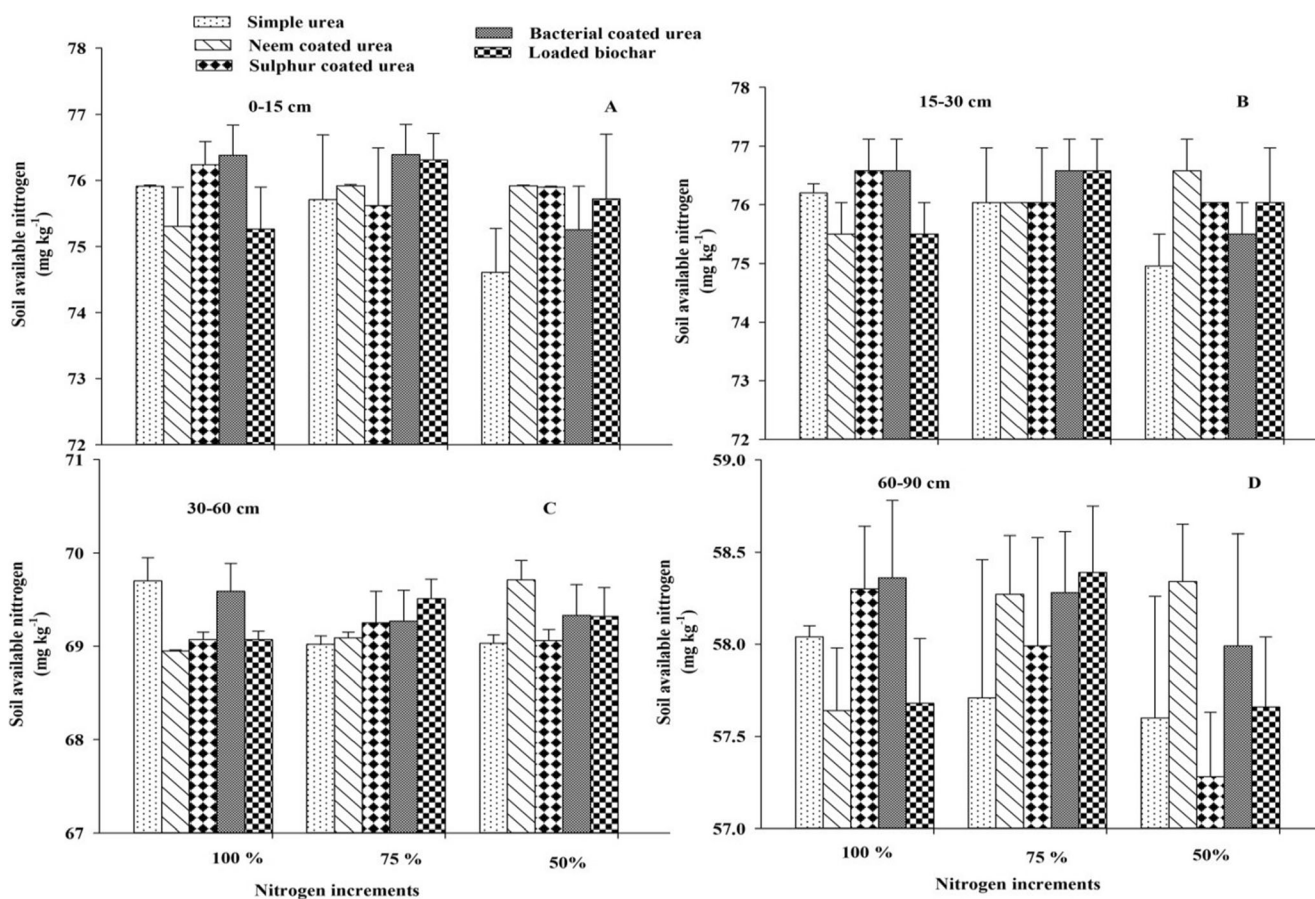 Simple urea
Neem coated urea
Sulphur coated urea
Bacterial coated urea
Loaded biochar
0-15 cm
A
78
77
76
75
74
73
72
Soil available nittrogen
(mg kg-1)
15-30 cm
B
78
77
76
75
74
73
72
Soil available nittrogen
(mg kg-1)
30-60 cm
C
71
70
69
68
67
Soil available nittrogen
(mg kg-1)
100 %
75 %
50%
Nitrogen increments
60-90 cm
D
59.0
58.5
58.0
57.5
57.0
Soil available nittrogen
(mg kg-1)
100 %
75 %
50%
Nitrogen increments